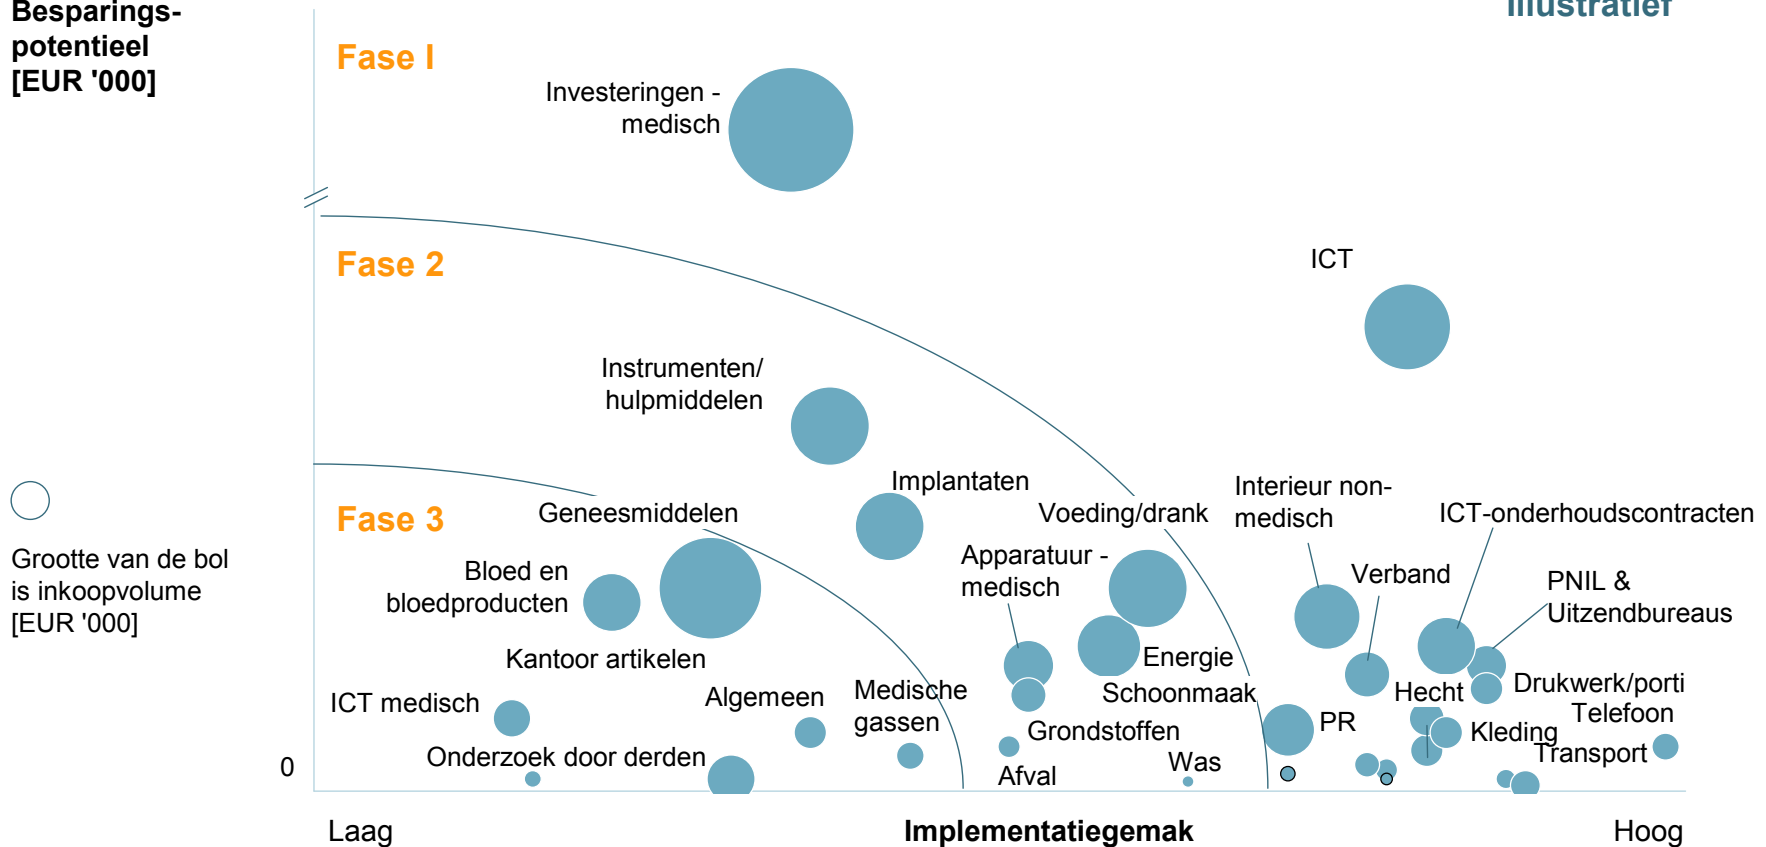 Besparings-
potentieel
[EUR '000]
Illustratief
Fase I
Investeringen -
medisch
Fase 2
ICT
Instrumenten/
hulpmiddelen
Implantaten
Fase 3
Geneesmiddelen
Voeding/drank
Interieur non-
medisch
ICT-onderhoudscontracten
Grootte van de bol
is inkoopvolume
[EUR '000]
Bloed en
bloedproducten
Apparatuur -
medisch
Verband
PNIL &
Uitzendbureaus
Kantoor artikelen
Energie
ICT medisch
Algemeen
Medische
gassen
Schoonmaak
Hecht
Drukwerk/porti
Telefoon
Grondstoffen
PR
Kleding
Onderzoek door derden
Afval
Was
Transport
0
Laag
Implementatiegemak
Hoog